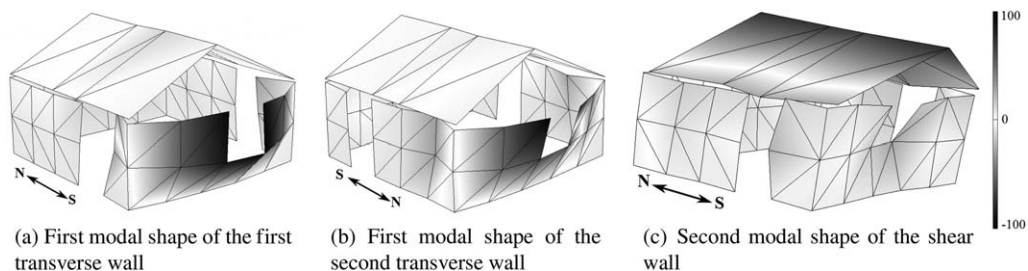 100
0
-100
N
S
S
N
N
S
(a) First modal shape of the first
transverse wall
(b) First modal shape of the
second transverse wall
(c) Second modal shape of the shear
wall